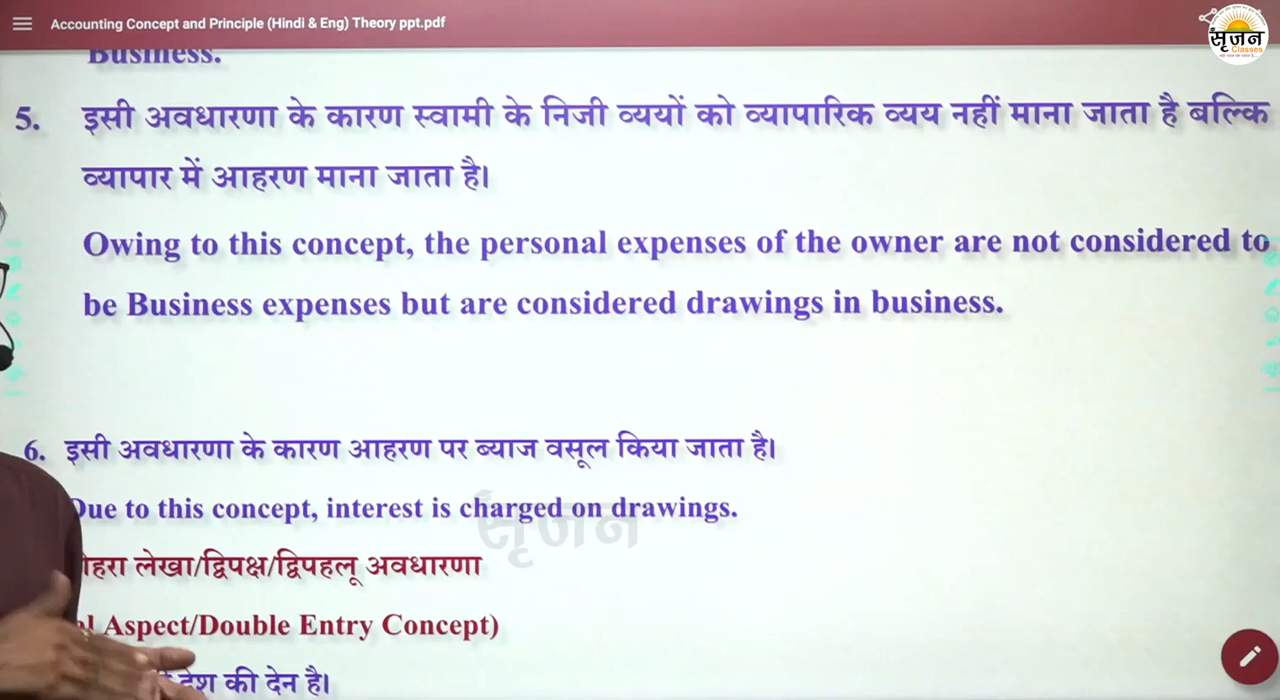 Accounting Concept and Principle (Hindi & Eng) Theory ppt.pdf
सृजन
Classes
Business.
5. इसी अवधारणा के कारण स्वामी के निजी व्ययों को व्यापारिक व्यय नहीं माना जाता है बल्कि
व्यापार में आहरण माना जाता है।
Owing to this concept, the personal expenses of the owner are not considered to
be Business expenses but are considered drawings in business.
6. इसी अवधारणा के कारण आहरण पर ब्याज वसूल किया जाता है।
Due to this concept, interest is charged on drawings.
सृजन
लेखा/द्विपक्ष/द्विपहलू अवधारणा
Aspect/Double Entry Concept)
की देन है।